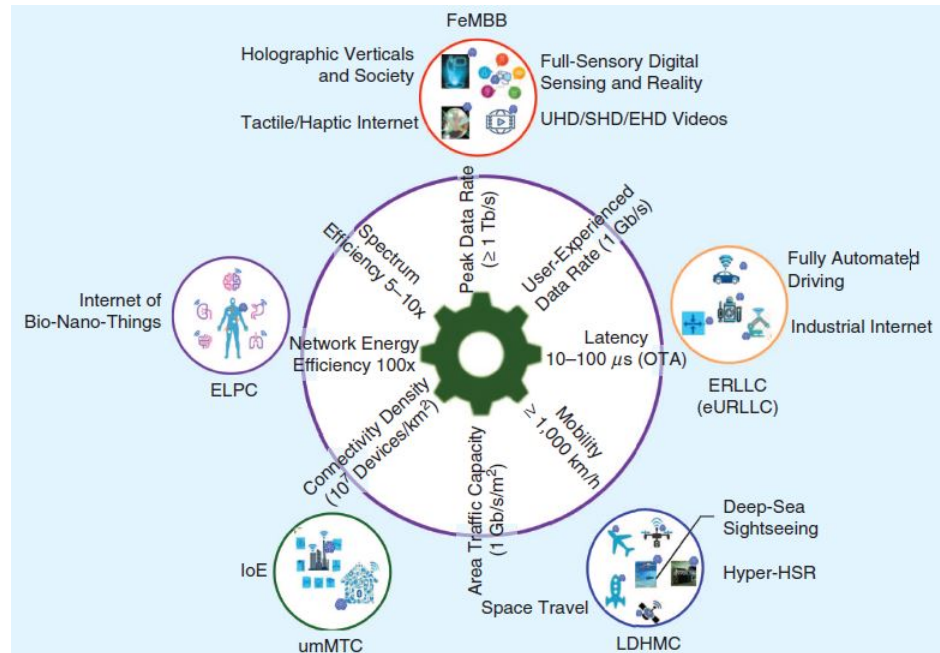 FeMBB
Holographic Verticals
and Society
Full-Sensory Digital
Sensing and Reality
Tactile/Haptic Internet
UHD/SHD/EHD Videos
Spectrum
Efficiency 5–10x
Peak Data Rate
(≥ 1 Tb/s)
User-Experienced
Data Rate (1 Gb/s)
Internet of
Bio-Nano-Things
ELPC
Network Energy
Efficiency 100x
Latency
10–100 μs (OTA)
Fully Automated
Driving
Industrial Internet
ERLLC
(eURLLC)
Connectivity Density
(10⁷ Devices/km²)
Area Traffic Capacity
(1 Gb/s/m²)
Mobility
≥ 1,000 km/h
IoE
umMTC
Deep-Sea
Sightseeing
Hyper-HSR
Space Travel
LDHMC